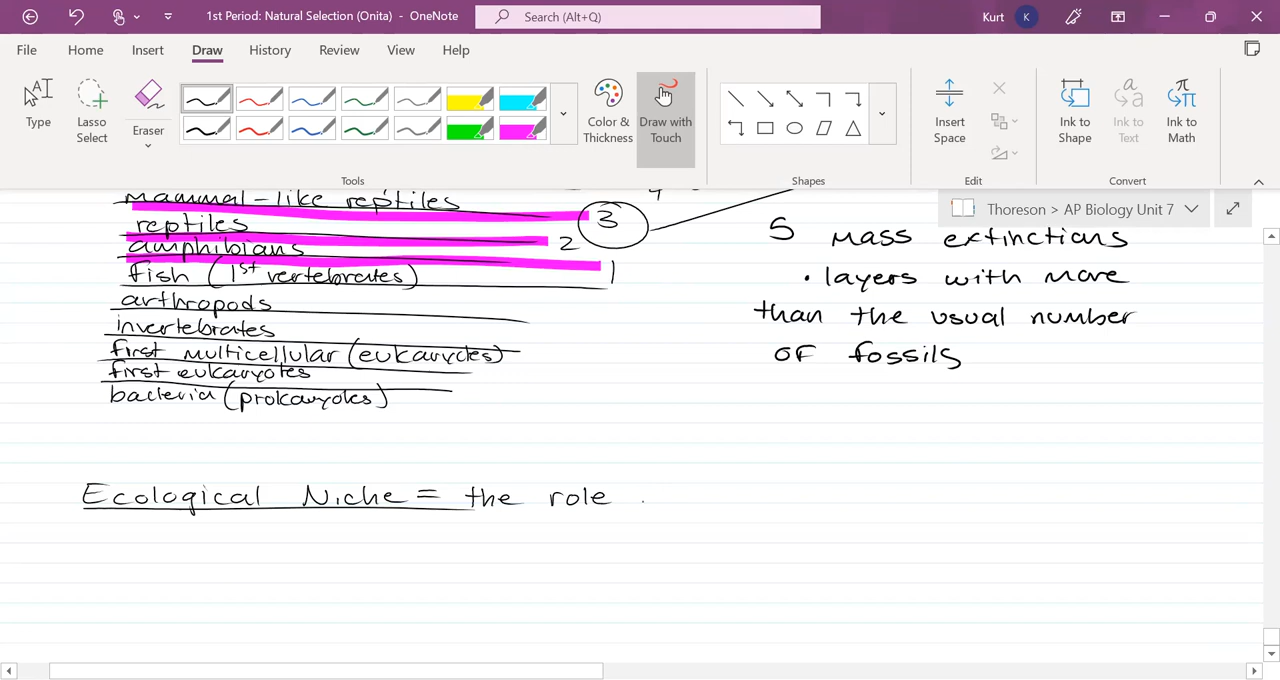 1st Period: Natural Selection (Onita) - OneNote
Search (Alt+Q)
Kurt
K
File Home Insert Draw History Review View Help
Type
Lasso Select
Eraser
Color & Thickness
Draw with Touch
Insert Space
Ink to Shape
Ink to Text
Ink to Math
Tools
Shapes
Edit
Convert
Thoreson > AP Biology Unit 7
mammal-like reptiles
reptiles 3
amphibians 2
fish (1st vertebrates) 1
arthropods
invertebrates
first multicellular (eukaryotes)
first eukaryotes
bacteria (prokaryotes)
4
5 mass extinctions
• layers with more
than the usual number
of fossils
Ecological Niche = the role